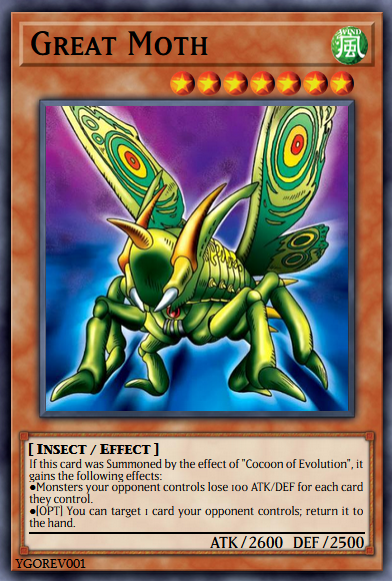 GREAT MOTH
WIND
風
[ INSECT / EFFECT ]
If this card was Summoned by the effect of "Cocoon of Evolution", it
gains the following effects:
●Monsters your opponent controls lose 100 ATK/DEF for each card
they control.
●[OPT] You can target 1 card your opponent controls; return it to
the hand.
ATK/2600 DEF/2500
YGOREV001